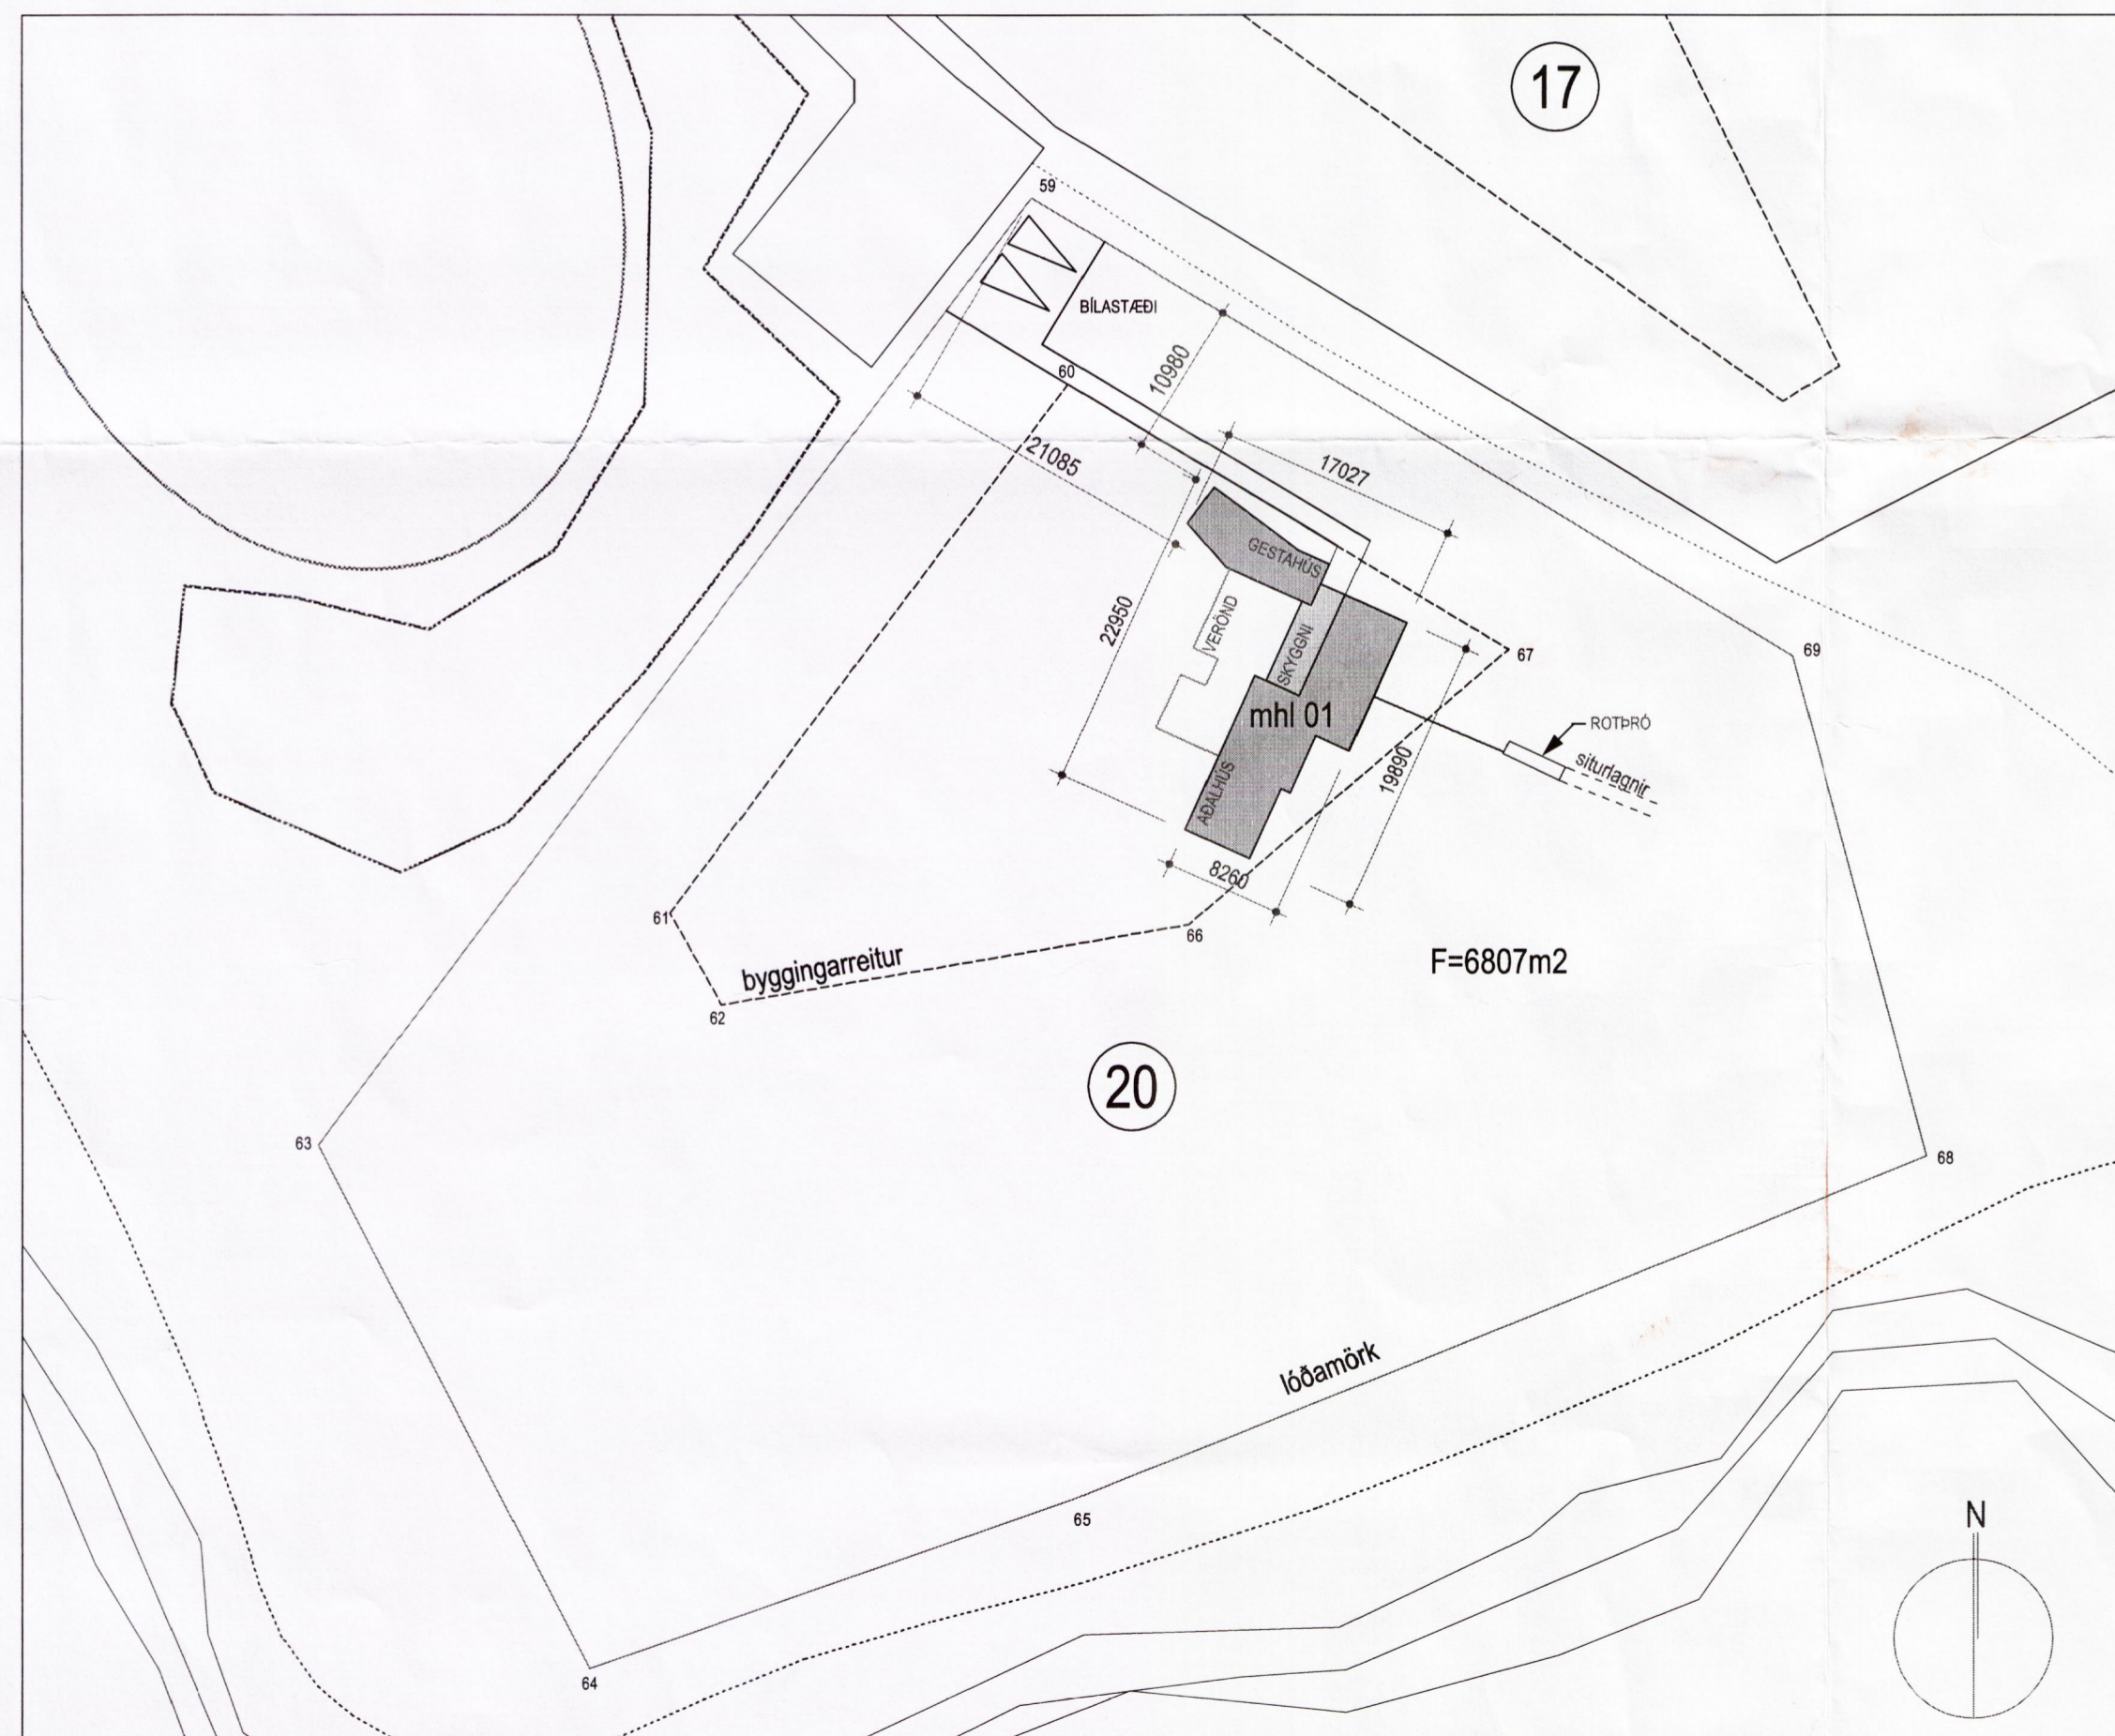 17
59
BÍLASTÆÐI
60
10980
21085
17027
GESTAHÚS
22950
VERÖND
SKYGGNI
67
69
mhl 01
ROTÞRÓ
siturlagnir
19890
AÐALHÚS
8260
61
66
byggingarreitur
F=6807m2
62
20
63
68
lóðamörk
N
65
64